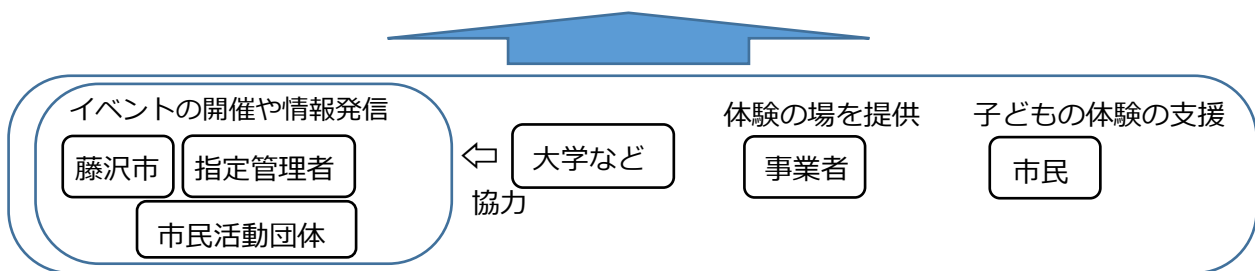 イベントの開催や情報発信
藤沢市
指定管理者
市民活動団体
協力
大学など
体験の場を提供
事業者
子どもの体験の支援
市民